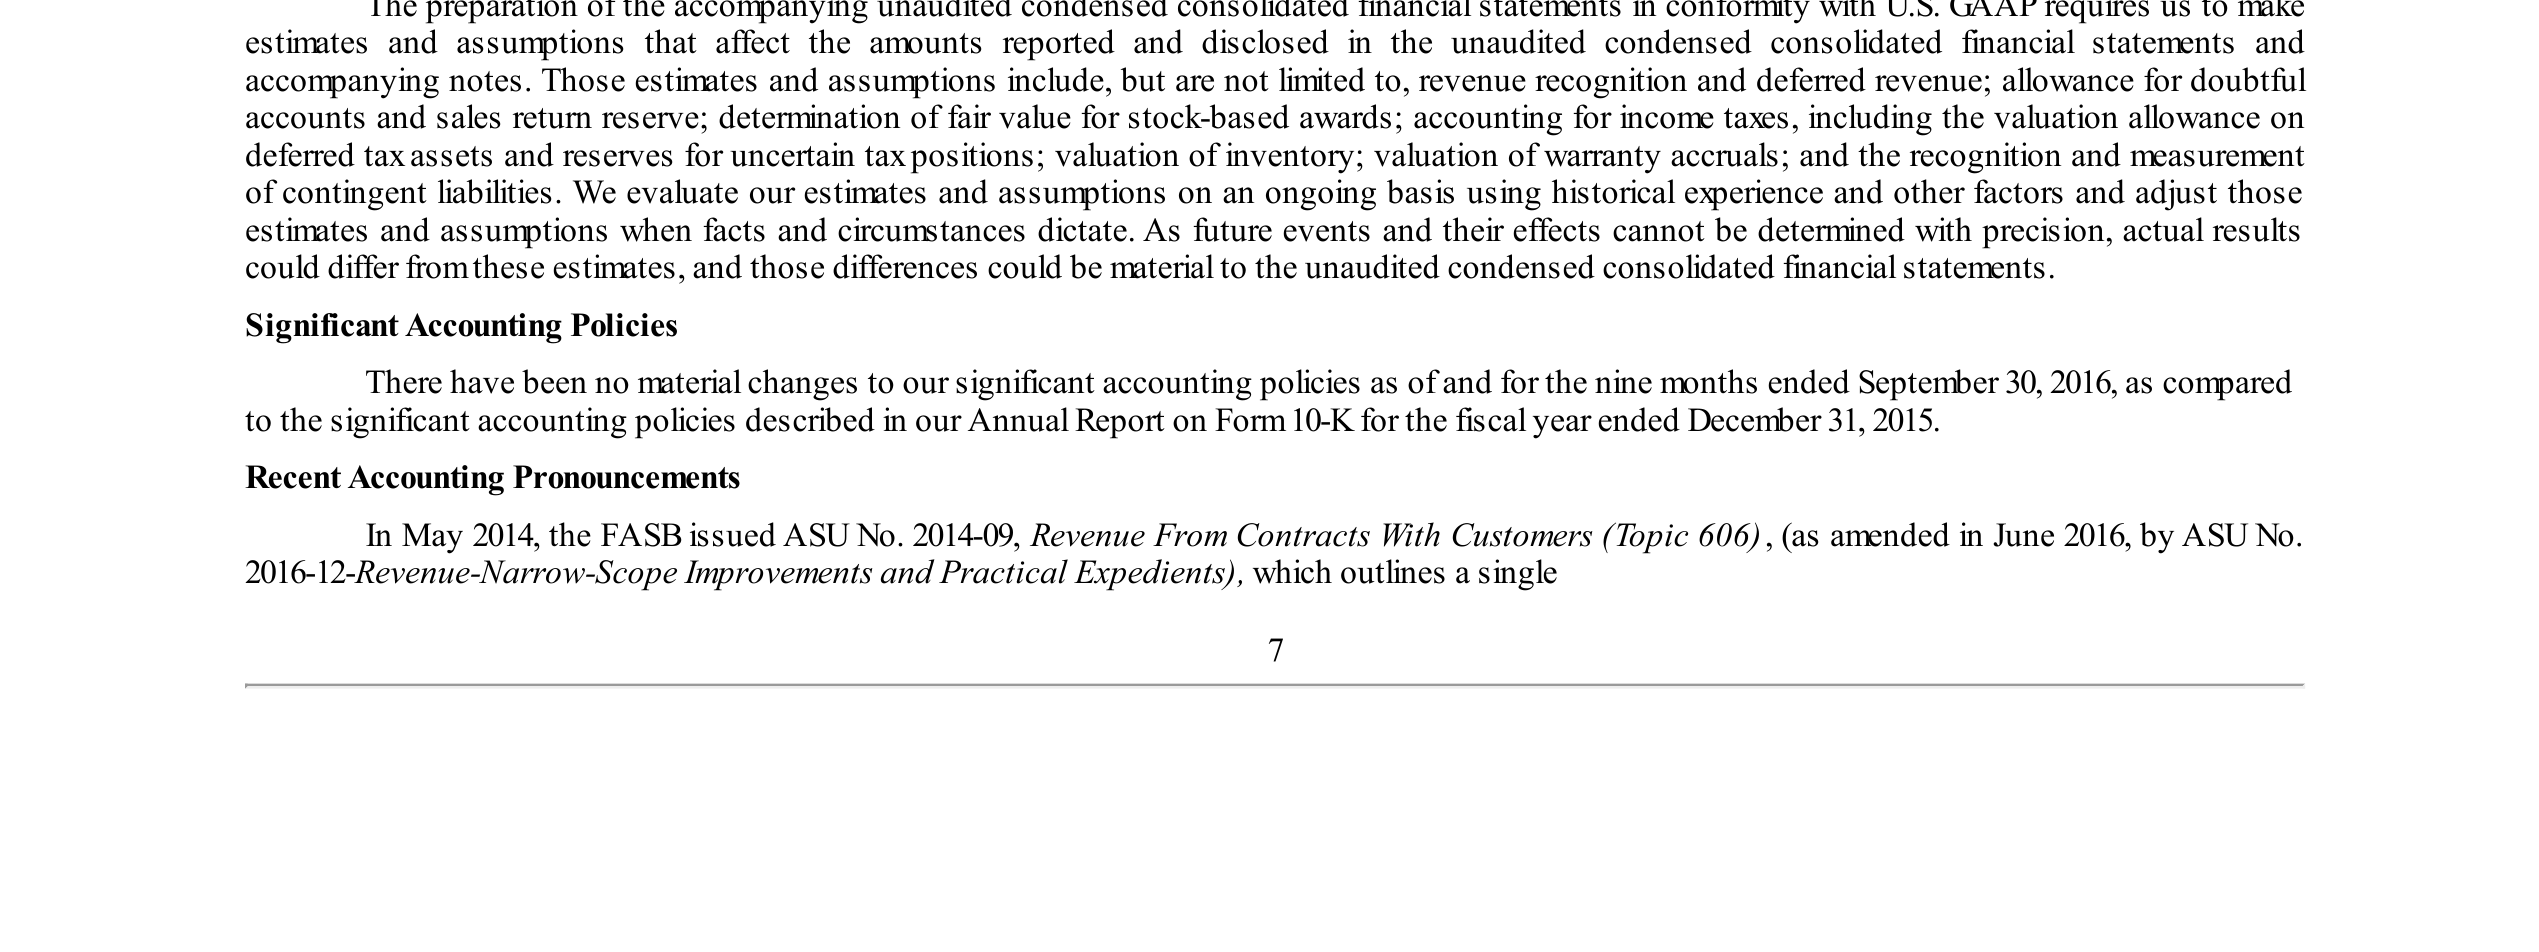 The preparation of the accompanying unaudited condensed consolidated financial statements in conformity with U.S. GAAP requires us to make
estimates and assumptions that affect the amounts reported and disclosed in the unaudited condensed consolidated financial statements and
accompanying notes. Those estimates and assumptions include, but are not limited to, revenue recognition and deferred revenue; allowance for doubtful
accounts and sales return reserve; determination of fair value for stock-based awards; accounting for income taxes, including the valuation allowance on
deferred tax assets and reserves for uncertain tax positions; valuation of inventory; valuation of warranty accruals; and the recognition and measurement
of contingent liabilities. We evaluate our estimates and assumptions on an ongoing basis using historical experience and other factors and adjust those
estimates and assumptions when facts and circumstances dictate. As future events and their effects cannot be determined with precision, actual results
could differ from these estimates, and those differences could be material to the unaudited condensed consolidated financial statements.
Significant Accounting Policies
There have been no material changes to our significant accounting policies as of and for the nine months ended September 30, 2016, as compared
to the significant accounting policies described in our Annual Report on Form 10-K for the fiscal year ended December 31, 2015.
Recent Accounting Pronouncements
In May 2014, the FASB issued ASU No. 2014-09, Revenue From Contracts With Customers (Topic 606), (as amended in June 2016, by ASU No.
2016-12-Revenue-Narrow-Scope Improvements and Practical Expedients), which outlines a single
7